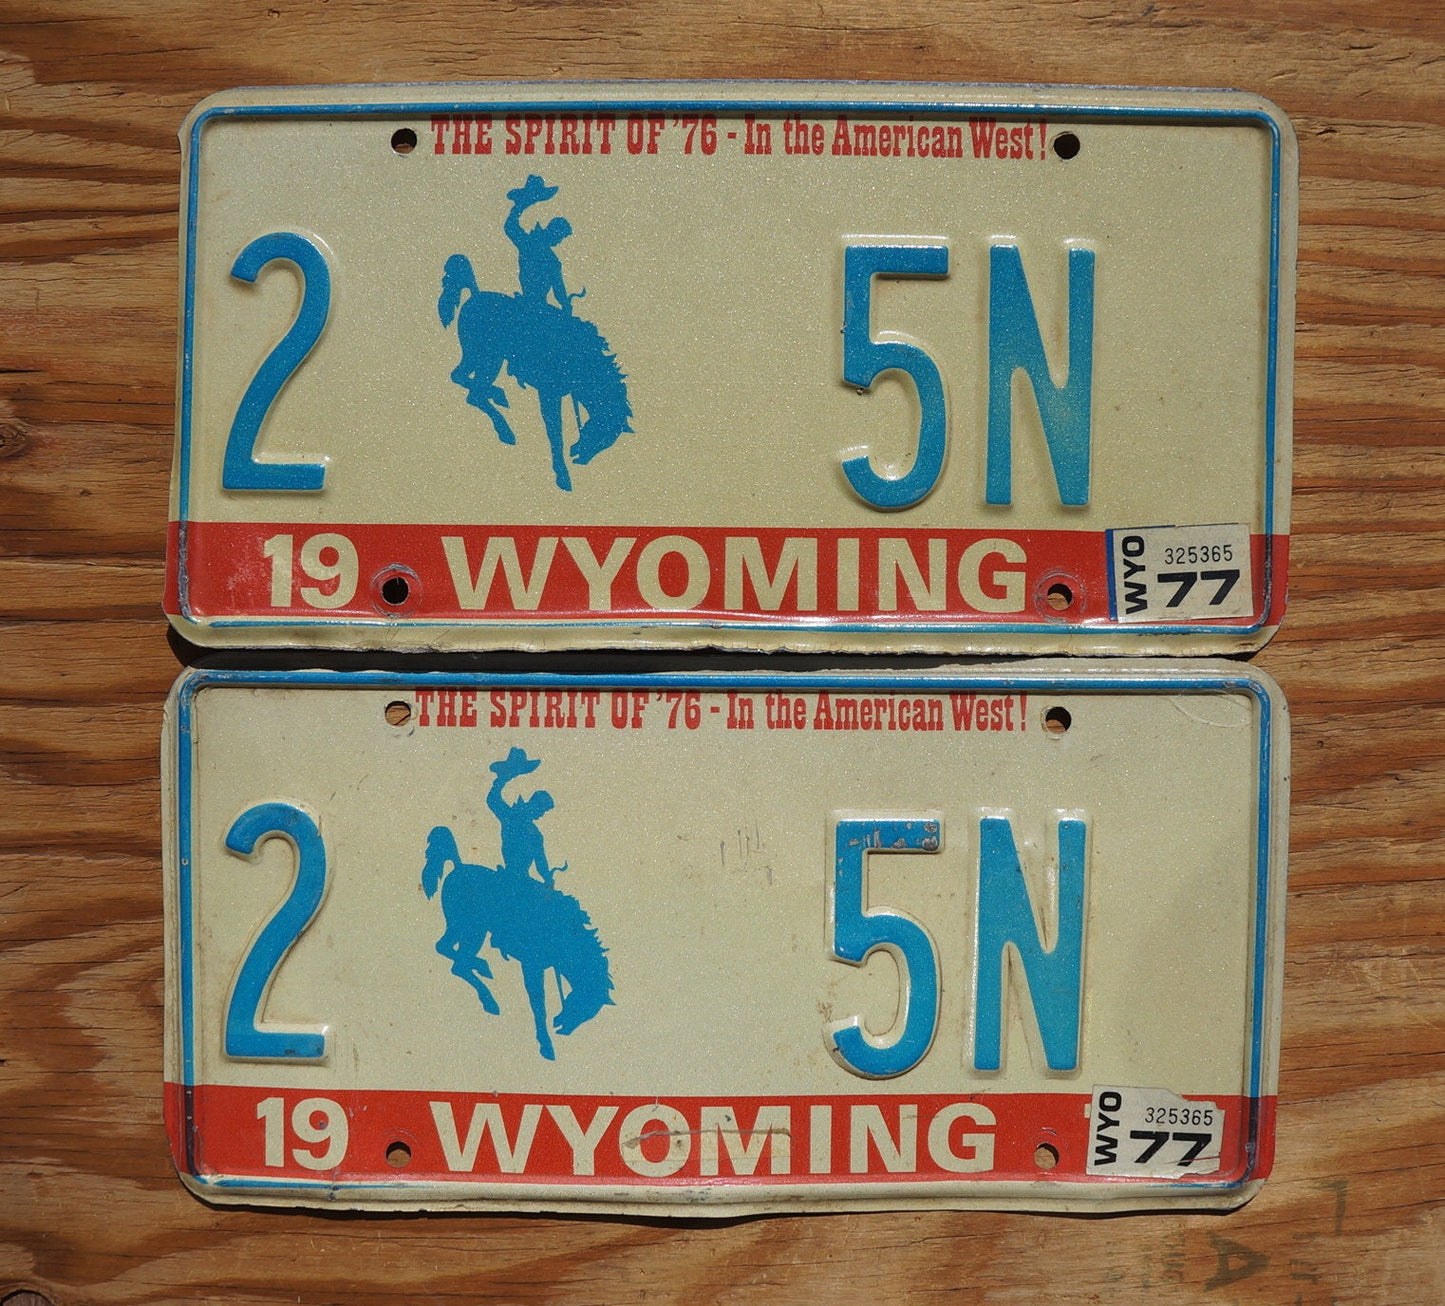 THE SPIRIT OF '76 - In the American West!
2 5N
19 WYOMING
WYO 325365
77
THE SPIRIT OF '76 - In the American West!
2 5N
19 WYOMING
WYO 325365
77